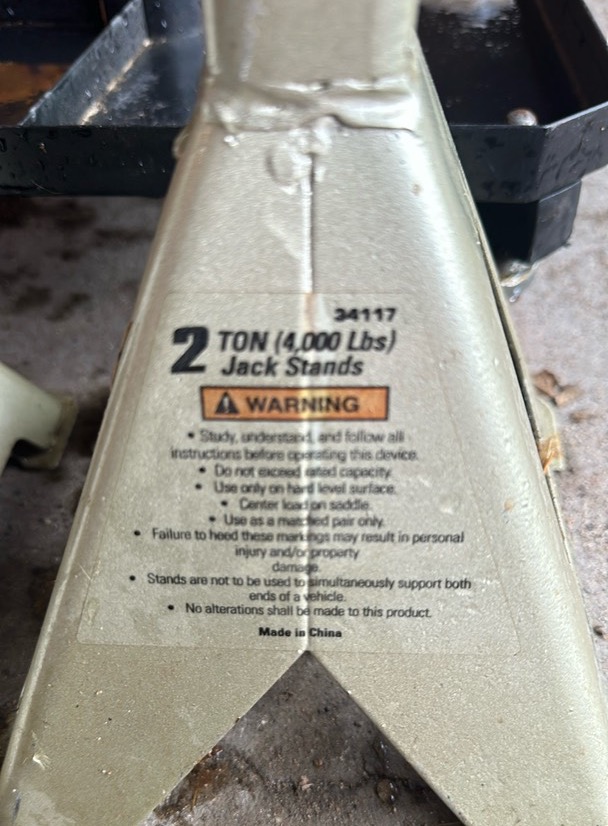 34117
2 TON (4,000 Lbs)
Jack Stands
WARNING
• Study, understand, and follow all
instructions before operating this device.
• Do not exceed rated capacity.
• Use only on hard level surface.
• Center load on saddle.
• Use as a matched pair only.
• Failure to heed these markings may result in personal
injury and/or property
damage.
• Stands are not to be used to simultaneously support both
ends of a vehicle.
• No alterations shall be made to this product.
Made in China